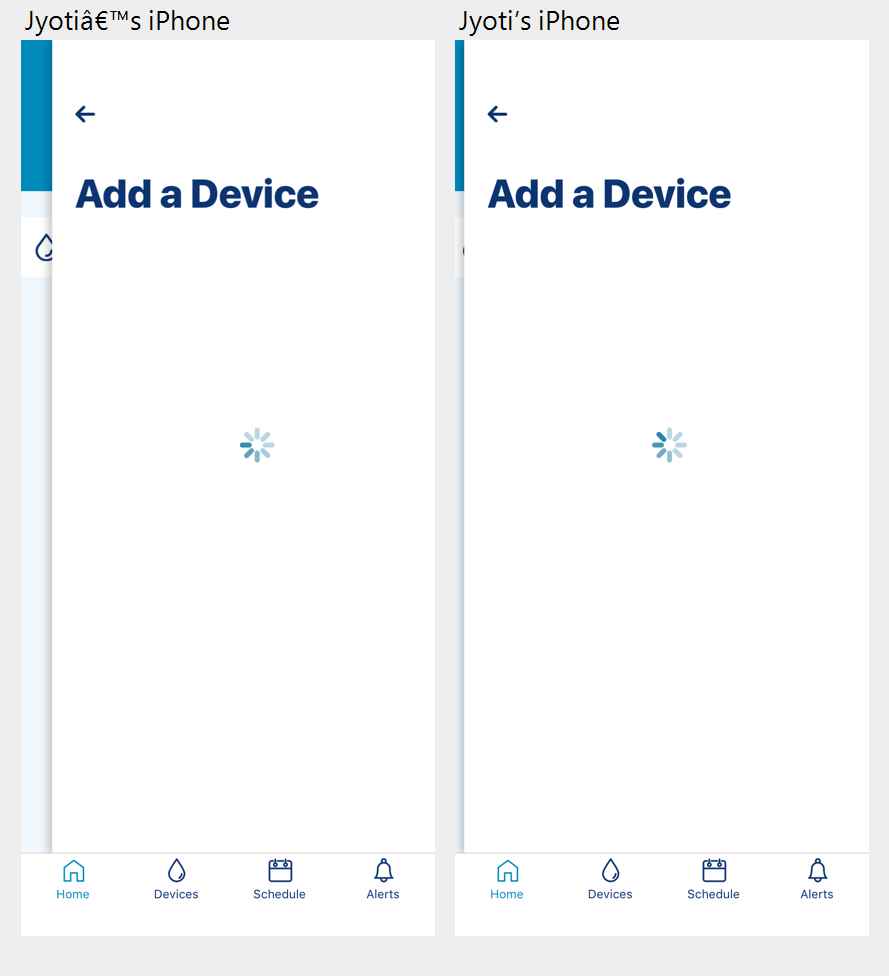 Jyotiâ€™s iPhone
Add a Device
Home Devices Schedule Alerts
Jyoti’s iPhone
Add a Device
Home Devices Schedule Alerts